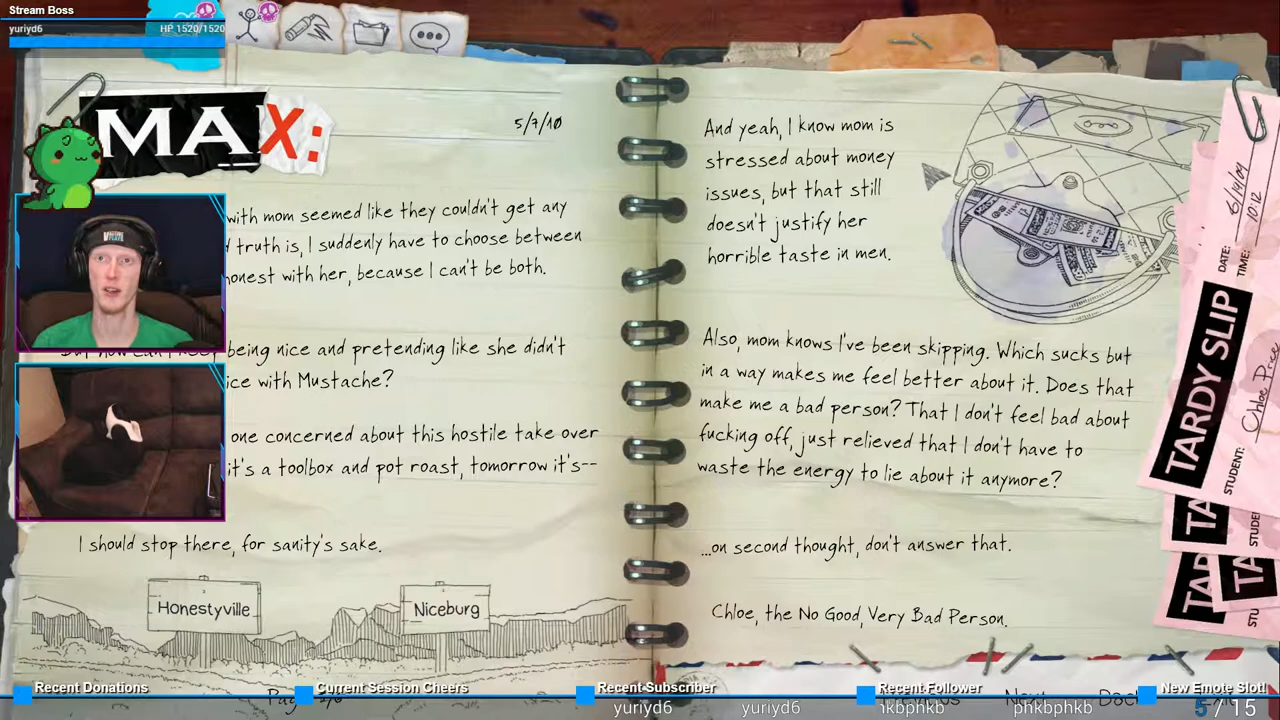 Stream Boss
yuriyd6
HP 1520/1520
MAX:
5/7/10
with mom seemed like they couldn't get any
truth is, I suddenly have to choose between
honest with her, because I can't be both.
being nice and pretending like she didn't
with Mustache?
one concerned about this hostile take over
it's a toolbox and pot roast, tomorrow it's--
I should stop there, for sanity's sake.
Honestyville
Niceburg
And yeah, I know mom is
stressed about money
issues, but that still
doesn't justify her
horrible taste in men.
Also, mom knows I've been skipping. Which sucks but
in a way makes me feel better about it. Does that
make me a bad person? That I don't feel bad about
fucking off, just relieved that I don't have to
waste the energy to lie about it anymore?
...on second thought, don't answer that.
Chloe, the No Good, Very Bad Person.
DATE: 6/14/09
TIME: 10:12
TARDY SLIP
STUDENT: Chloe Price
Recent Donations
Current Session Cheers
Recent Subscriber
yuriyd6
yuriyd6
Recent Follower
hkbphkb
phkbphkb
New Emote Slot!
5 / 15